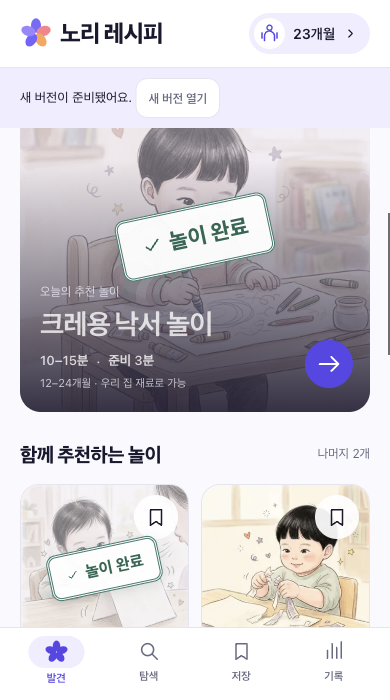 노리 레시피
23개월
새 버전이 준비됐어요. 새 버전 열기
놀이 완료
오늘의 추천 놀이
크레용 낙서 놀이
10–15분 · 준비 3분
12–24개월 · 우리 집 재료로 가능
함께 추천하는 놀이
나머지 2개
놀이 완료
발견
탐색
저장
기록